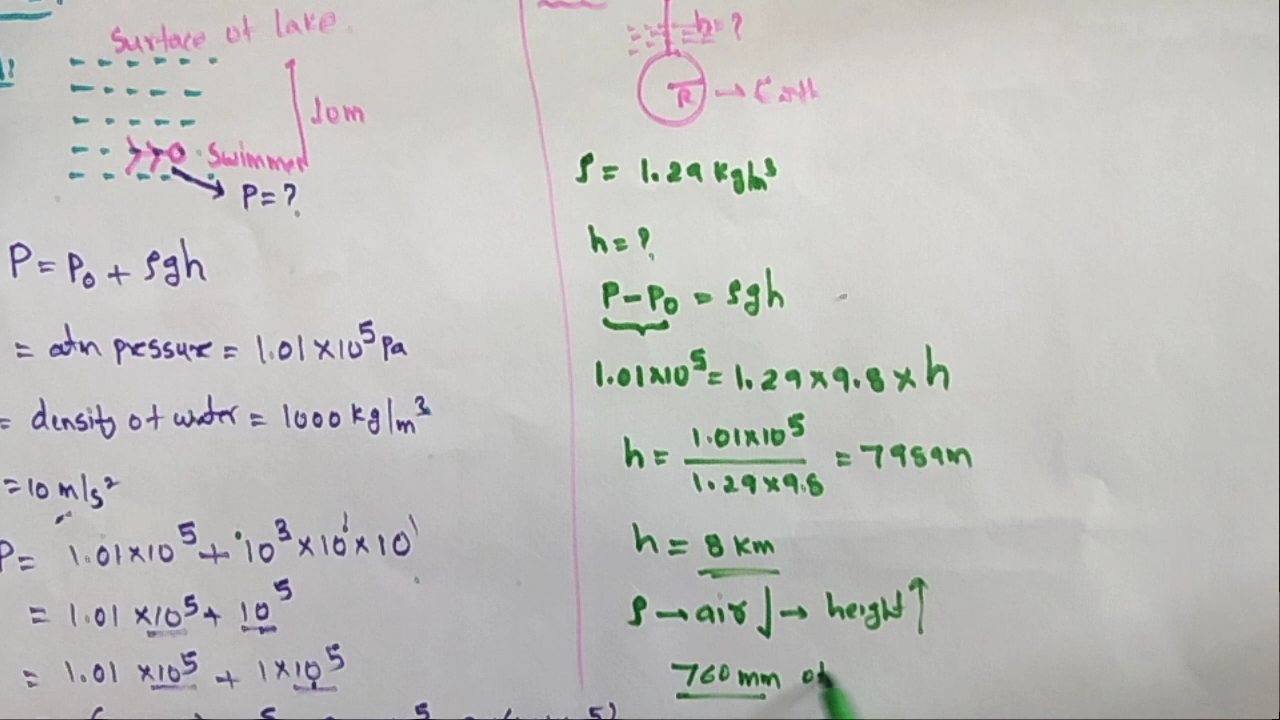 Surface of lake.
10m
Swimmer
P = ?
P = P₀ + ρgh
= atm pressure = 1.01 × 10⁵ Pa
= density of water = 1000 kg/m³
= 10 m/s²
P = 1.01 × 10⁵ + 10³ × 10¹ × 10¹
= 1.01 × 10⁵ + 10⁵
= 1.01 × 10⁵ + 1 × 10⁵
h = ?
R → Earth
ρ = 1.29 kg/m³
h = ?
P – P₀ = ρgh
1.01×10⁵ = 1.29 × 9.8 × h
h = 1.01×10⁵ / 1.29×9.8 = 7989m
h = 8 km
ρ → air ↓ → height ↑
760 mm of